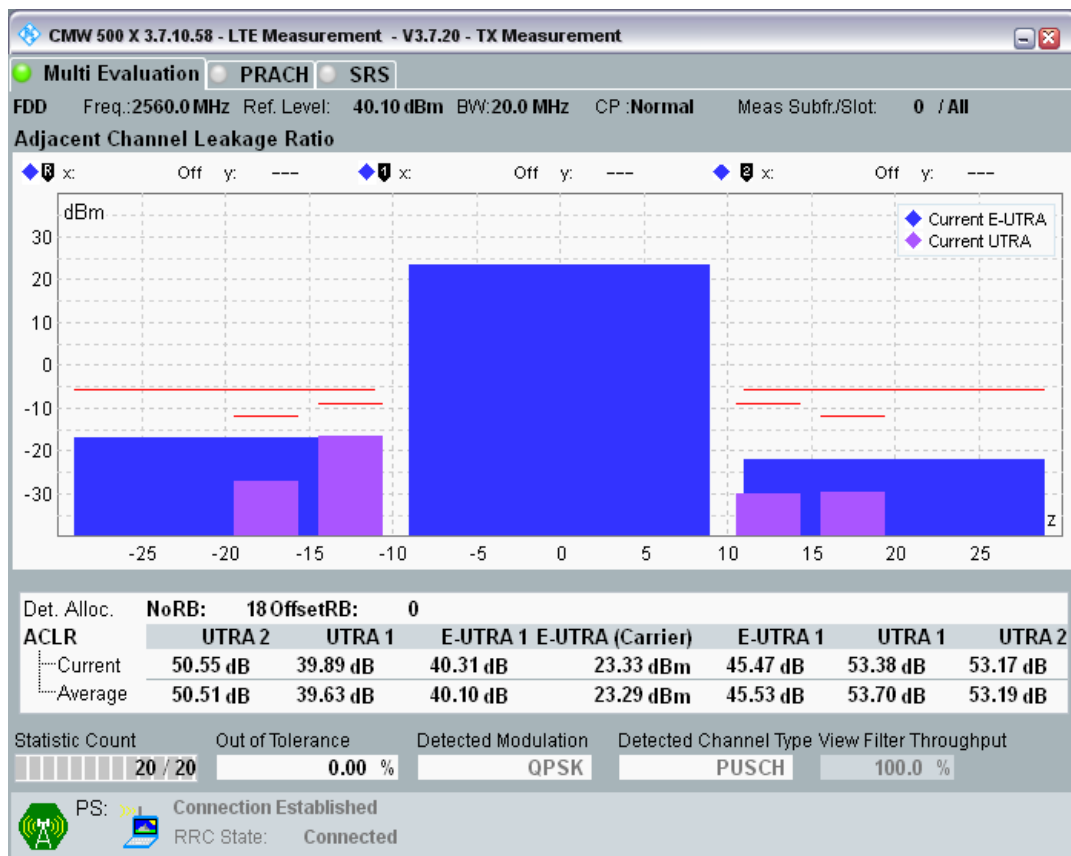 CMW 500 X 3.7.10.58 - LTE Measurement - V3.7.20 - TX Measurement
Multi Evaluation PRACH SRS
FDD Freq.:2560.0 MHz Ref. Level: 40.10 dBm BW:20.0 MHz CP :Normal Meas Subfr./Slot: 0 / All
Adjacent Channel Leakage Ratio
R x: Off y: --- 1 x: Off y: --- 2 x: Off y: ---
dBm
Current E-UTRA
Current UTRA
30
20
10
0
-10
-20
-30
z
-25 -20 -15 -10 -5 0 5 10 15 20 25
Det. Alloc. NoRB: 18 OffsetRB: 0
ACLR UTRA 2 UTRA 1 E-UTRA 1 E-UTRA (Carrier) E-UTRA 1 UTRA 1 UTRA 2
Current 50.55 dB 39.89 dB 40.31 dB 23.33 dBm 45.47 dB 53.38 dB 53.17 dB
Average 50.51 dB 39.63 dB 40.10 dB 23.29 dBm 45.53 dB 53.70 dB 53.19 dB
Statistic Count Out of Tolerance Detected Modulation Detected Channel Type View Filter Throughput
20 / 20 0.00 % QPSK PUSCH 100.0 %
PS: Connection Established
RRC State: Connected